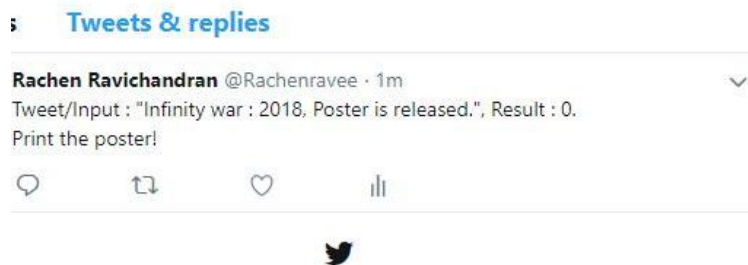 Tweets & replies
Rachen Ravichandran @Rachenravee · 1m
Tweet/Input : "Infinity war : 2018, Poster is released.", Result : 0.
Print the poster!